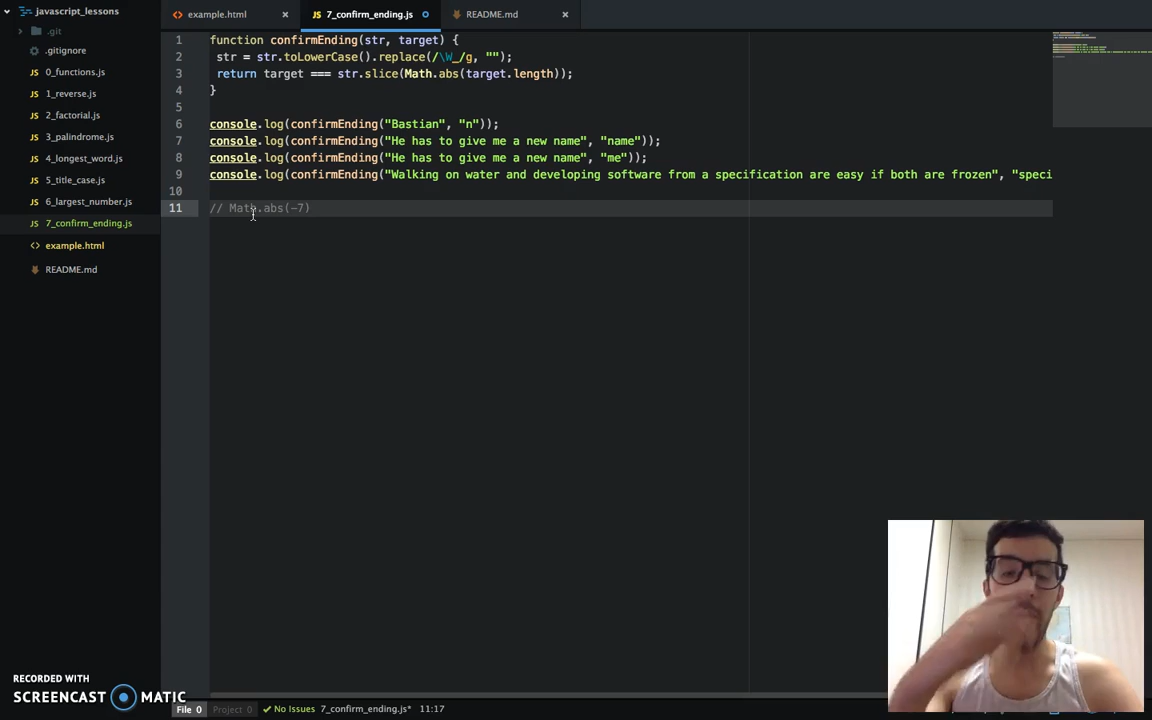 javascript_lessons
.git
.gitignore
0_functions.js
1_reverse.js
2_factorial.js
3_palindrome.js
4_longest_word.js
5_title_case.js
6_largest_number.js
7_confirm_ending.js
example.html
README.md
example.html
7_confirm_ending.js
README.md
1 function confirmEnding(str, target) {
2 str = str.toLowerCase().replace(/\W_/g, "");
3 return target === str.slice(Math.abs(target.length));
4 }
5
6 console.log(confirmEnding("Bastian", "n"));
7 console.log(confirmEnding("He has to give me a new name", "name"));
8 console.log(confirmEnding("He has to give me a new name", "me"));
9 console.log(confirmEnding("Walking on water and developing software from a specification are easy if both are frozen", "speci
10
11 // Math.abs(-7)
RECORDED WITH
SCREENCAST MATIC
File 0 Project 0 No Issues 7_confirm_ending.js* 11:17